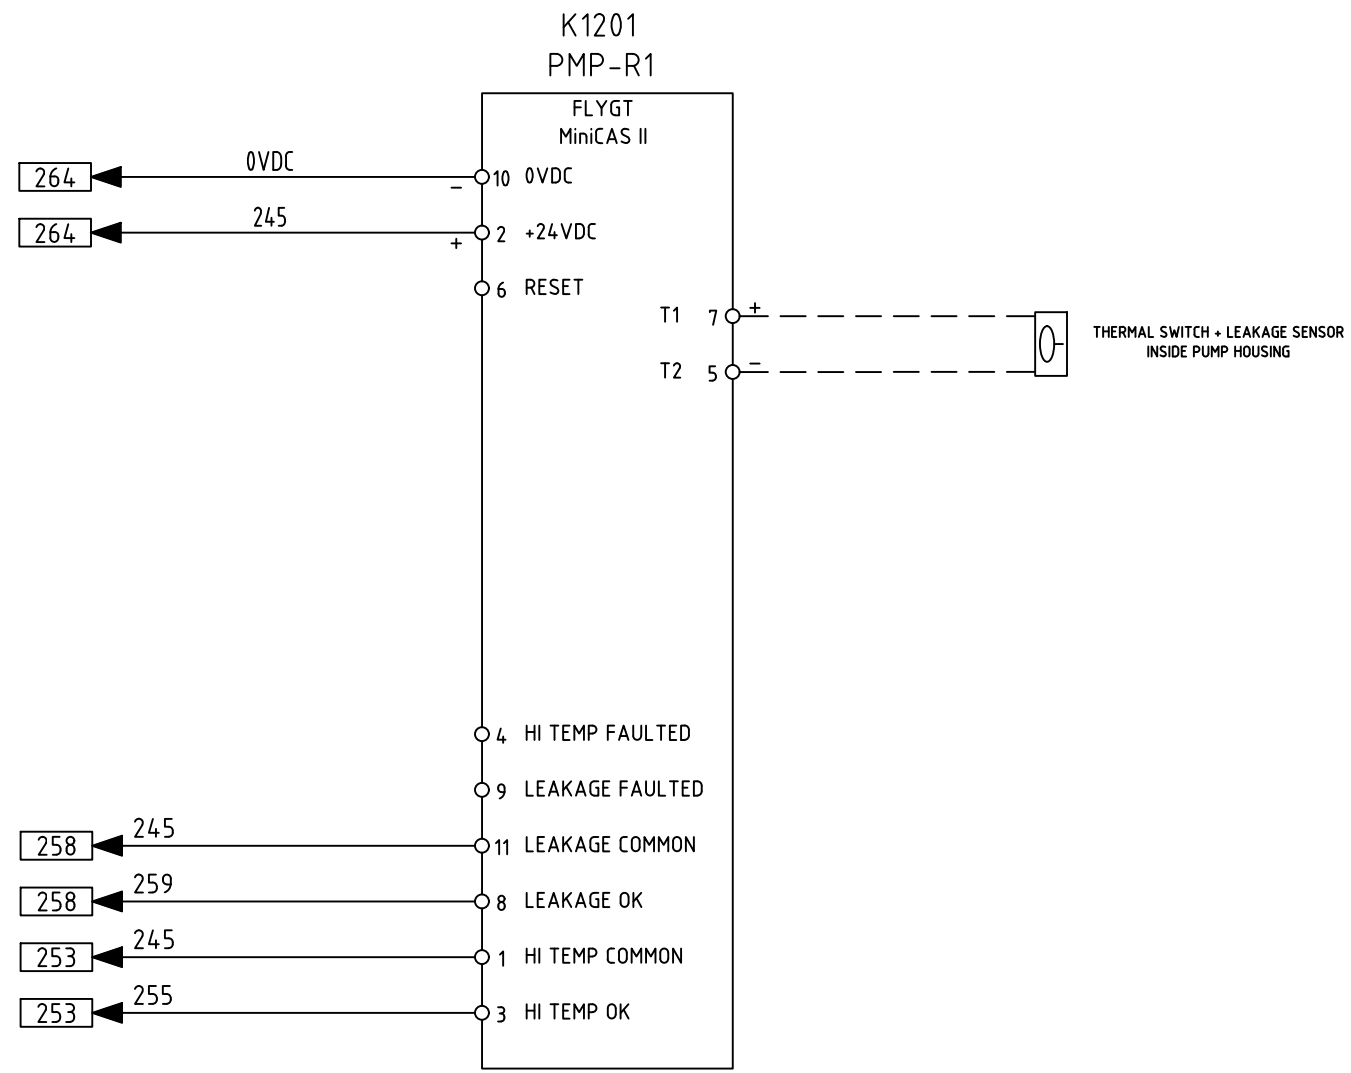 K1201
PMP-R1
FLYGT
MiniCAS II
264 0VDC - 10 0VDC
264 245 + 2 +24VDC
6 RESET
T1 7 +
T2 5 -
THERMAL SWITCH + LEAKAGE SENSOR
INSIDE PUMP HOUSING
4 HI TEMP FAULTED
9 LEAKAGE FAULTED
258 245 11 LEAKAGE COMMON
258 259 8 LEAKAGE OK
253 245 1 HI TEMP COMMON
253 255 3 HI TEMP OK